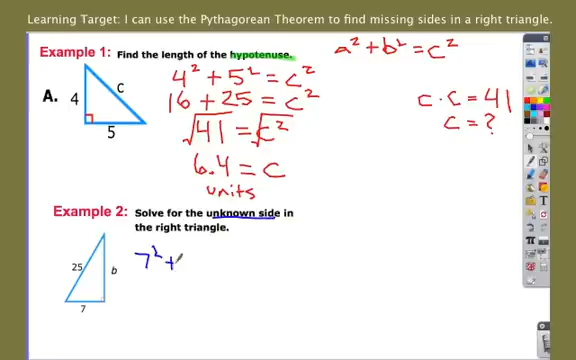 Learning Target: I can use the Pythagorean Theorem to find missing sides in a right triangle.
Example 1: Find the length of the hypotenuse.
a² + b² = c²
A.
4
c
5
4² + 5² = c²
16 + 25 = c²
√41 = √c²
6.4 = c
units
c · c = 41
c = ?
Example 2: Solve for the unknown side in
the right triangle.
25
b
7
7² +